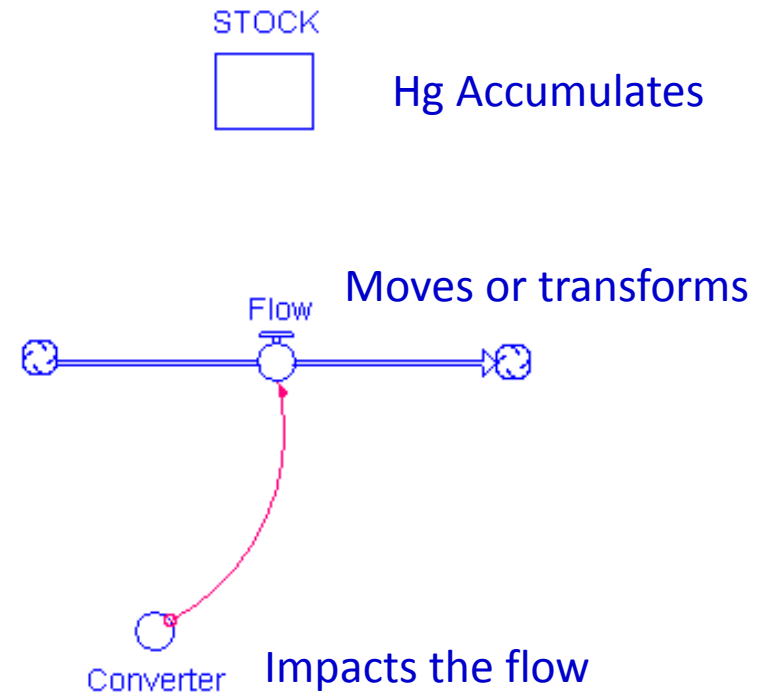 STOCK
Hg Accumulates
Moves or transforms
Flow
Converter
Impacts the flow